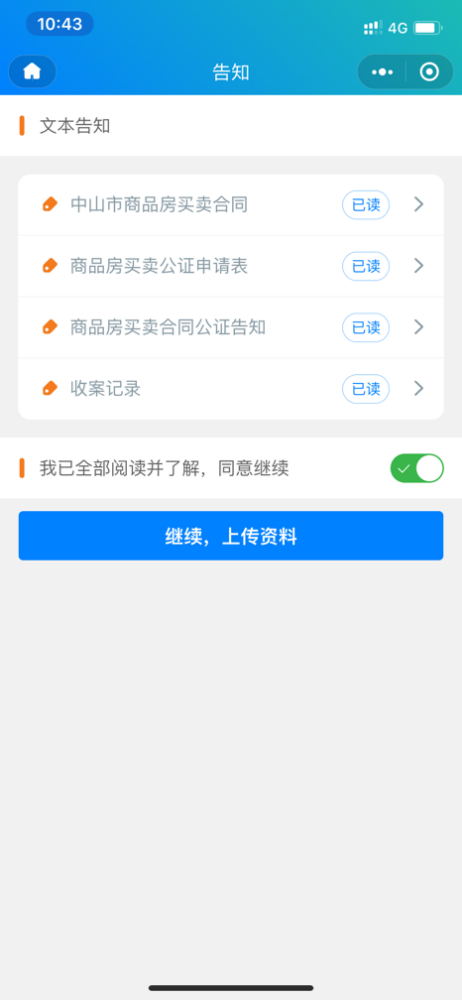 10:43
4G
告知
文本告知
中山市商品房买卖合同 已读
商品房买卖公证申请表 已读
商品房买卖合同公证告知 已读
收案记录 已读
我已全部阅读并了解，同意继续
继续，上传资料